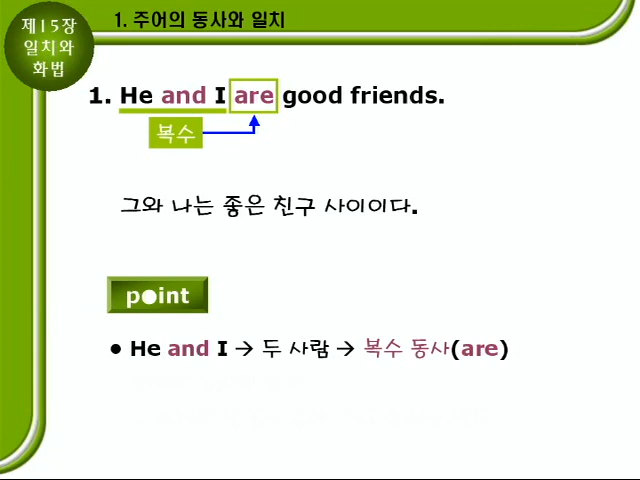 제15장
일치와
화법
1. 주어의 동사와 일치
1. He and I are good friends.
복수
그와 나는 좋은 친구 사이이다.
point
● He and I → 두 사람 → 복수 동사(are)